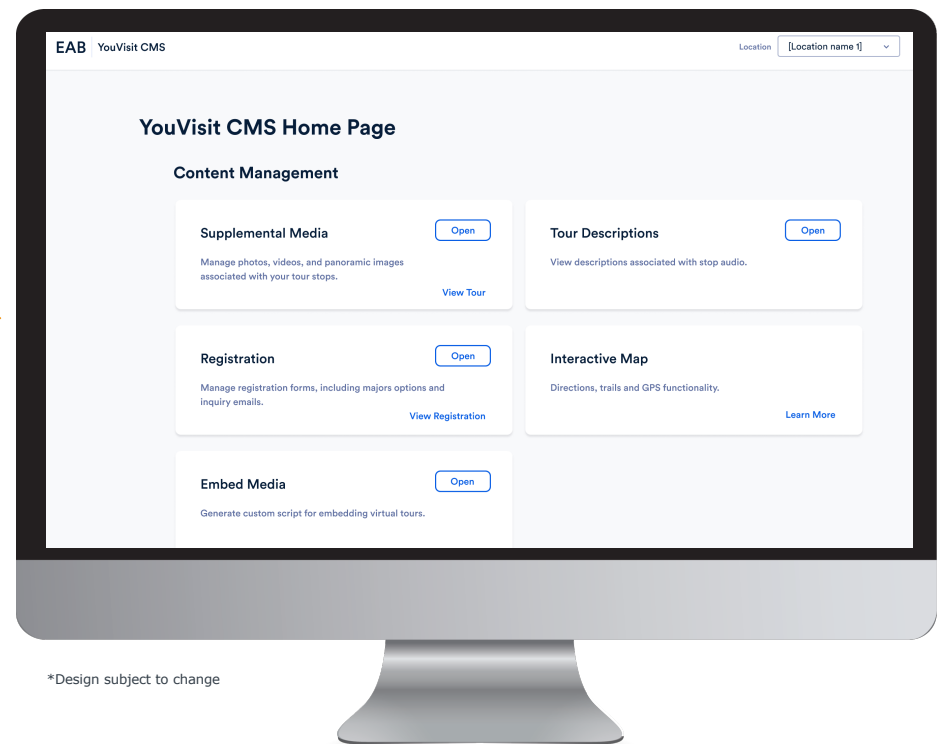 EAB YouVisit CMS
Location [Location name 1]
YouVisit CMS Home Page
Content Management
Supplemental Media
Open
Manage photos, videos, and panoramic images
associated with your tour stops.
View Tour
Tour Descriptions
Open
View descriptions associated with stop audio.
Registration
Open
Manage registration forms, including majors options and
inquiry emails.
View Registration
Interactive Map
Directions, trails and GPS functionality.
Learn More
Embed Media
Open
Generate custom script for embedding virtual tours.
*Design subject to change